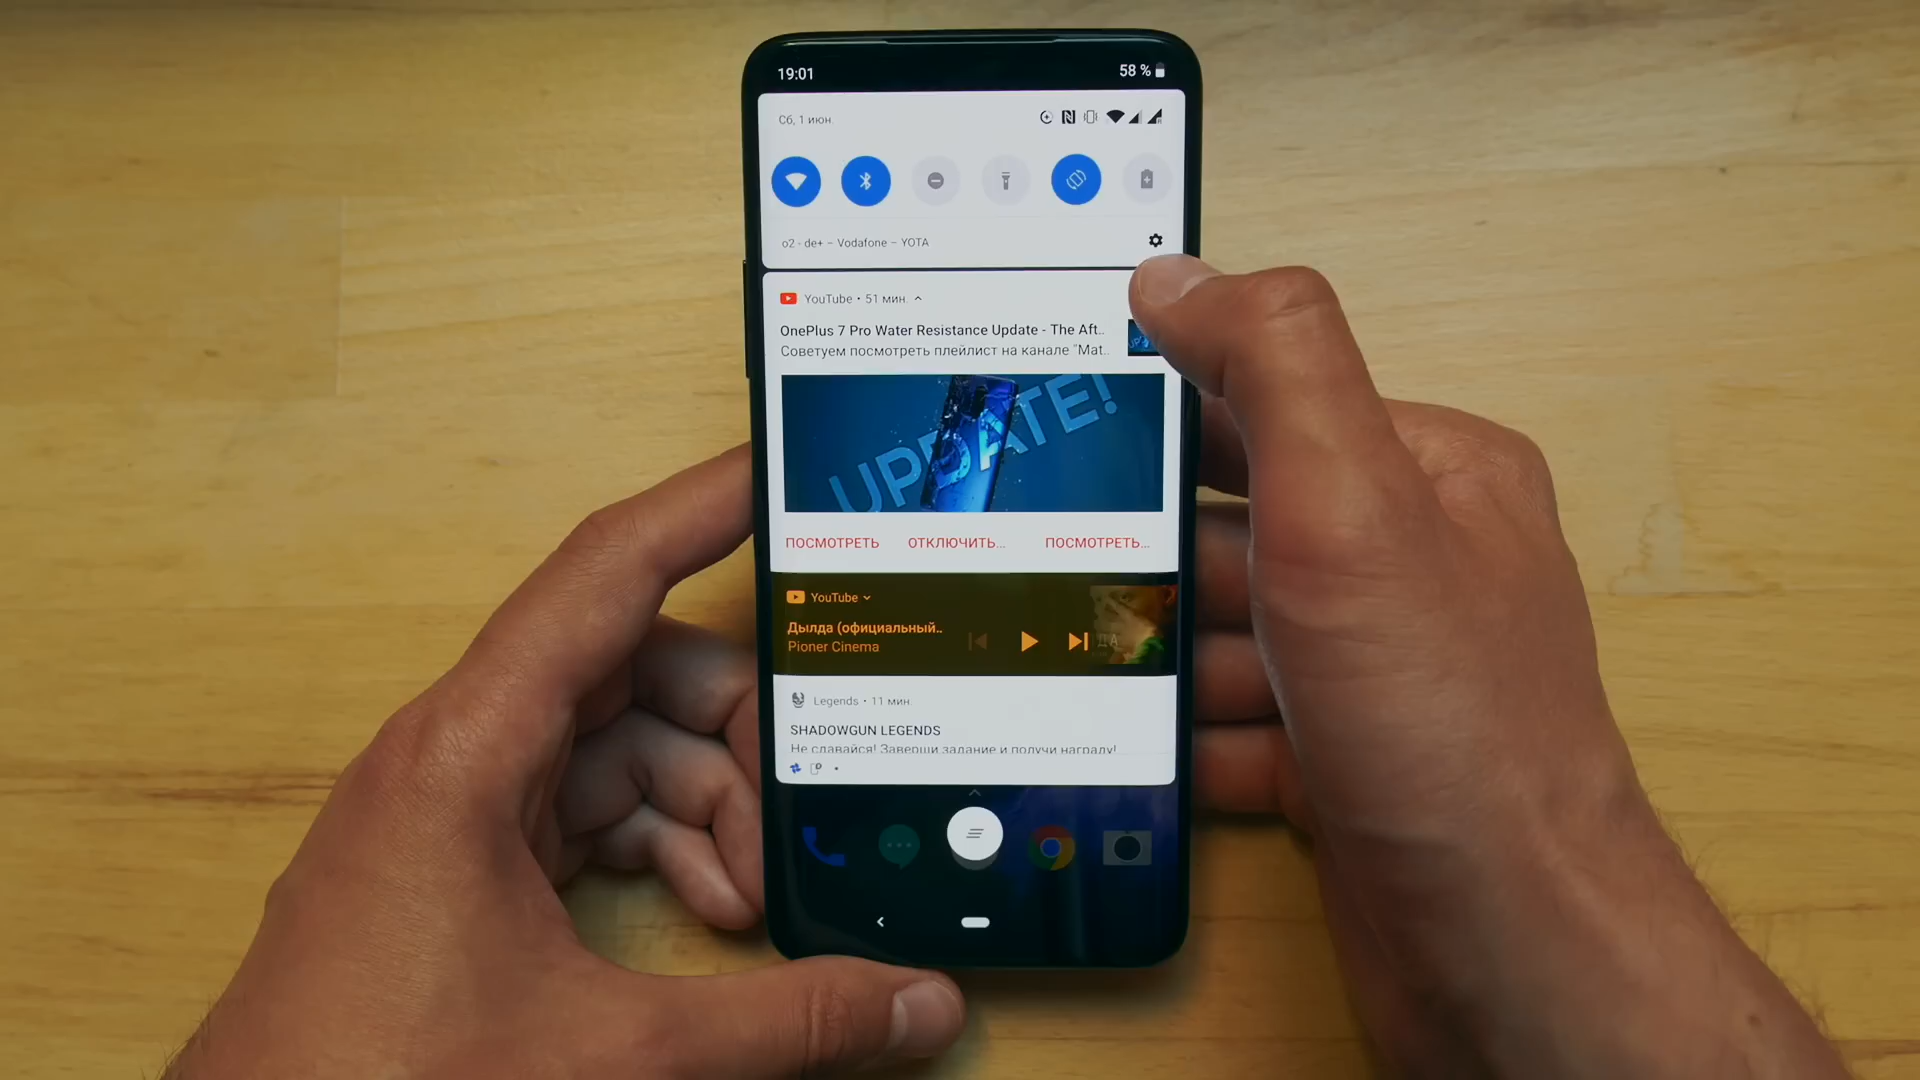 19:01
58 %
Сб, 1 июн.
o2 - de+ – Vodafone – YOTA
YouTube • 51 мин.
OnePlus 7 Pro Water Resistance Update - The Aft..
Советуем посмотреть плейлист на канале "Mat..
UPDATE!
ПОСМОТРЕТЬ ОТКЛЮЧИТЬ... ПОСМОТРЕТЬ...
YouTube
Дылда (официальный..
Pioner Cinema
ДА
Legends • 11 мин.
SHADOWGUN LEGENDS
Не сдавайся! Заверши задание и получи награду!